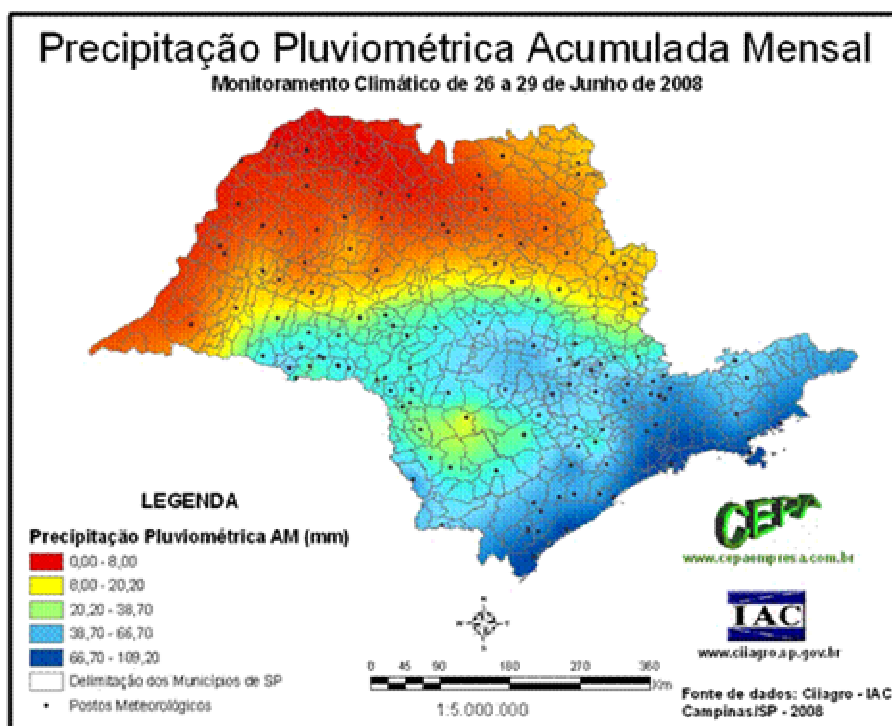 Precipitação Pluviométrica Acumulada Mensal
Monitoramento Climático de 26 a 29 de Junho de 2008
LEGENDA
Precipitação Pluviométrica AM (mm)
0,00 - 8,00
8,00 - 20,20
20,20 - 38,70
38,70 - 66,70
66,70 - 109,20
Delimitação dos Municípios de SP
Postos Meteorológicos
0 45 90 180 270 360
Km
1:5.000.000
CEPA
www.cepaempresa.com.br
IAC
www.ciiagro.sp.gov.br
Fonte de dados: Ciiagro - IAC
Campinas/SP - 2008